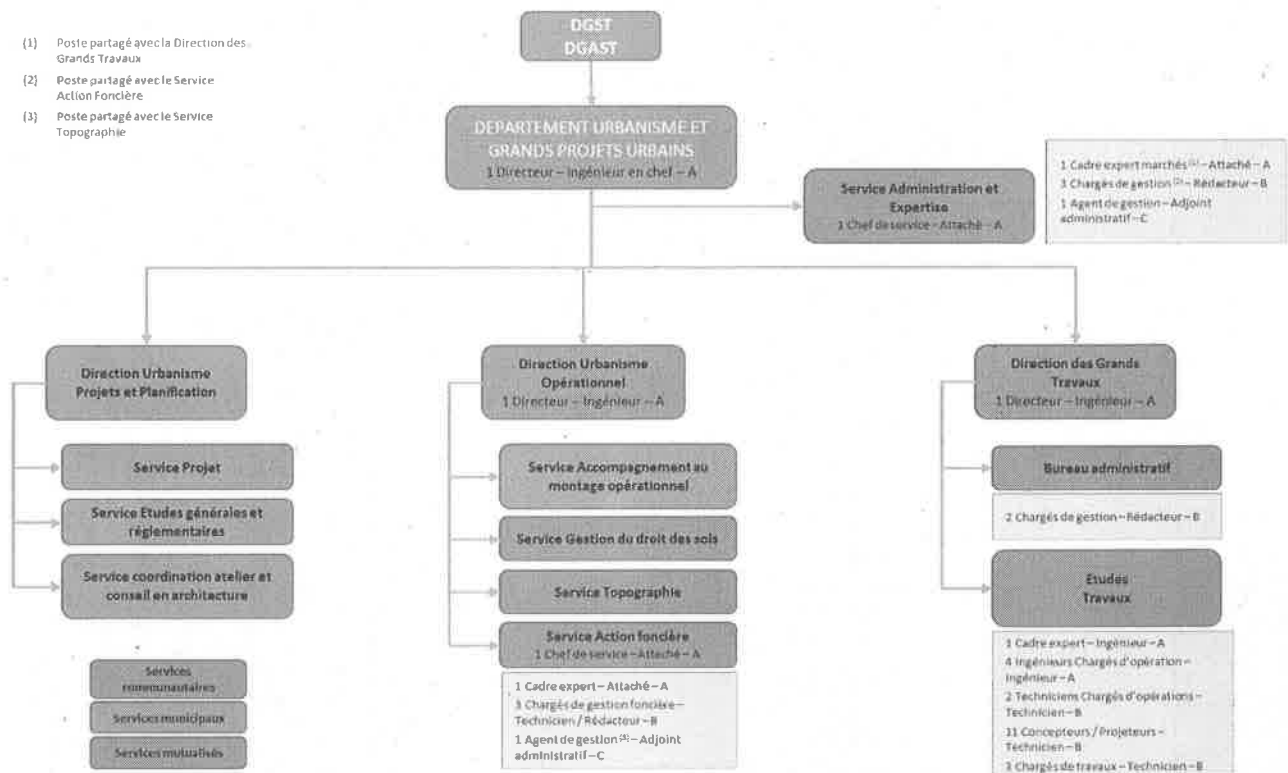 DGST
DGAST
(1) Poste partagé avec la Direction des
Grands Travaux
(2) Poste partagé avec le Service
Action Foncière
(3) Poste partagé avec le Service
Topographie
DEPARTEMENT URBANISME ET
GRANDS PROJETS URBAINS
1 Directeur – Ingénieur en chef – A
Service Administration et
Expertise
1 Chef de service – Attaché – A
1 Cadre expert marchés (1) – Attaché – A
3 Chargés de gestion (2) – Rédacteur – B
1 Agent de gestion – Adjoint
administratif – C
Direction Urbanisme
Projets et Planification
Service Projet
Service Etudes générales et
réglementaires
Service coordination atelier et
conseil en architecture
Services
communautaires
Services municipaux
Services mutualisés
Direction Urbanisme
Opérationnel
1 Directeur – Ingénieur – A
Service Accompagnement au
montage opérationnel
Service Gestion du droit des sols
Service Topographie
Service Action foncière
1 Chef de service – Attaché – A
1 Cadre expert – Attaché – A
3 Chargés de gestion foncière –
Technicien / Rédacteur – B
1 Agent de gestion (3) – Adjoint
administratif – C
Direction des Grands
Travaux
1 Directeur – Ingénieur – A
Bureau administratif
2 Chargés de gestion – Rédacteur – B
Etudes
Travaux
1 Cadre expert – Ingénieur – A
4 Ingénieurs Chargés d'opération –
Ingénieur – A
2 Techniciens Chargés d'opérations –
Technicien – B
11 Concepteurs / Projeteurs –
Technicien – B
3 Chargés de travaux – Technicien – B